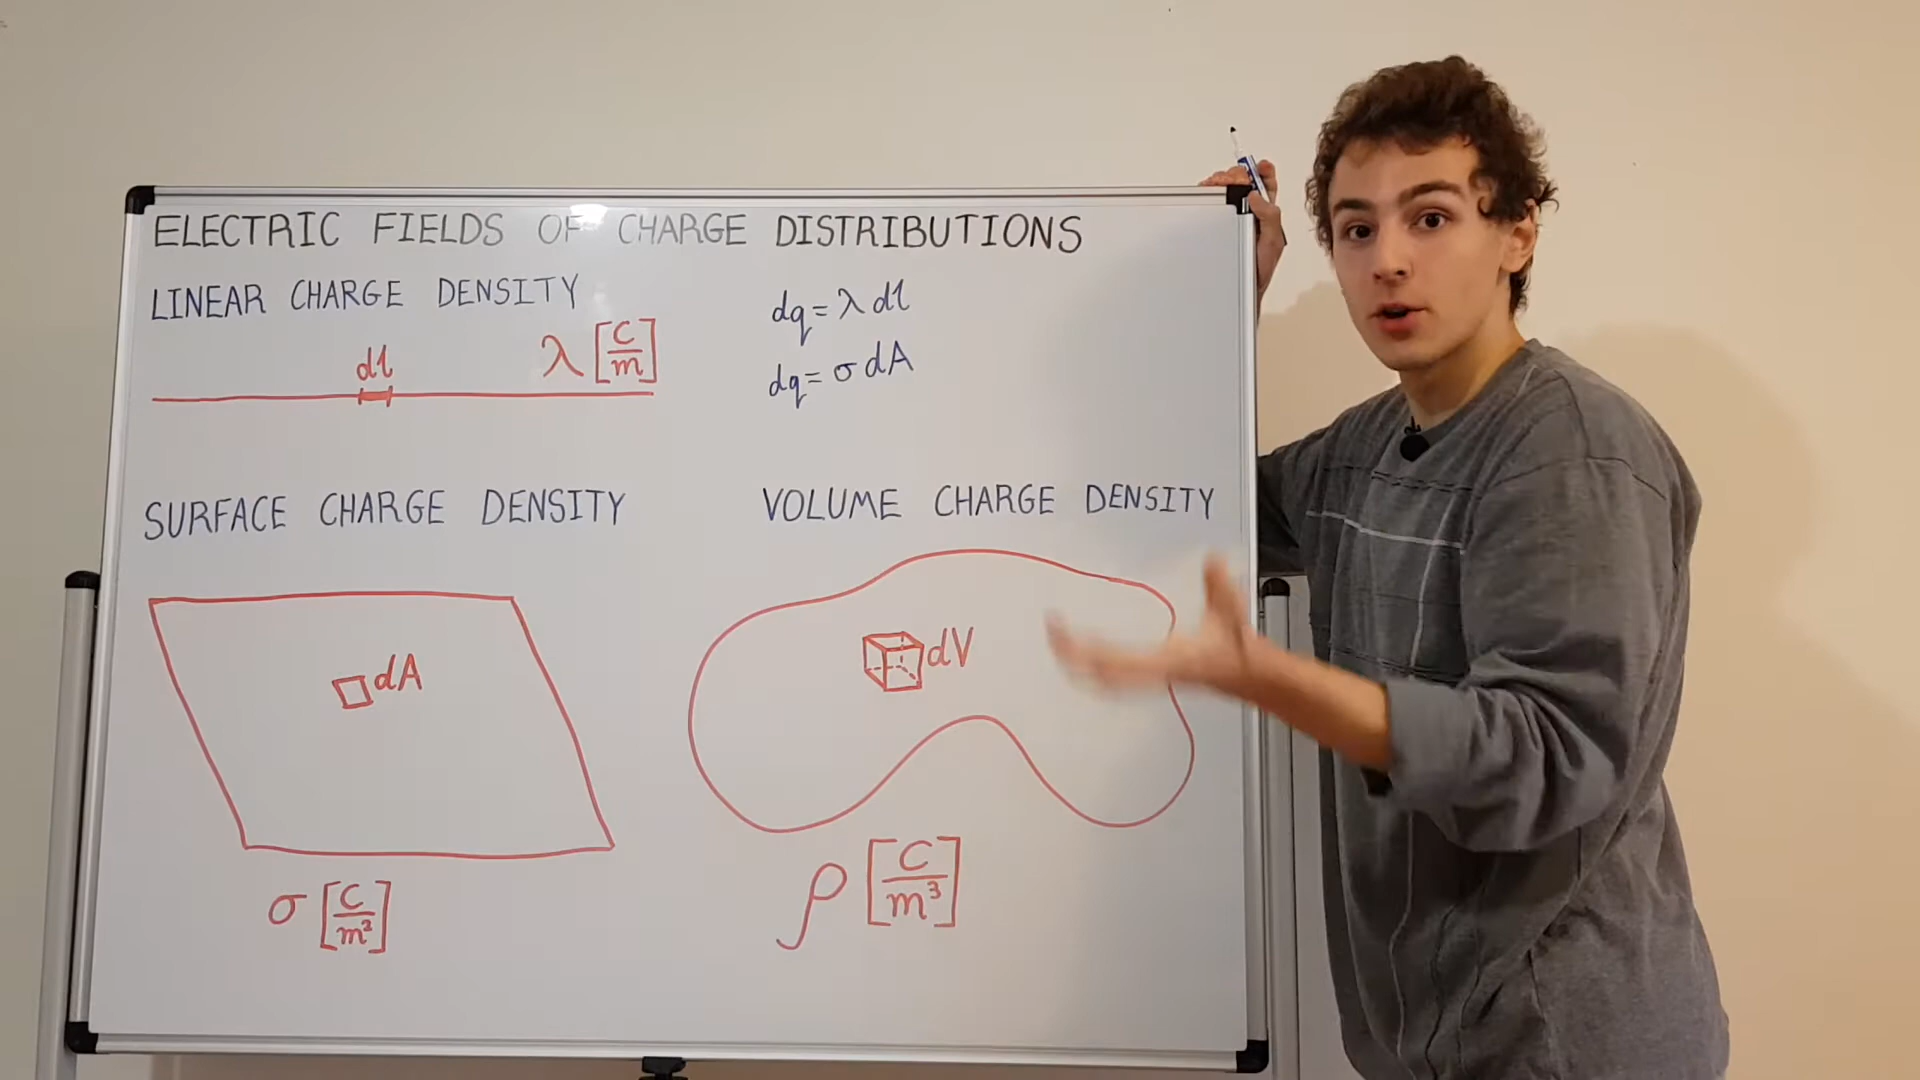 ELECTRIC FIELDS OF CHARGE DISTRIBUTIONS
LINEAR CHARGE DENSITY
dl
λ [C/m]
dq = λ dl
dq = σ dA
SURFACE CHARGE DENSITY
dA
σ [C/m²]
VOLUME CHARGE DENSITY
dV
ρ [C/m³]